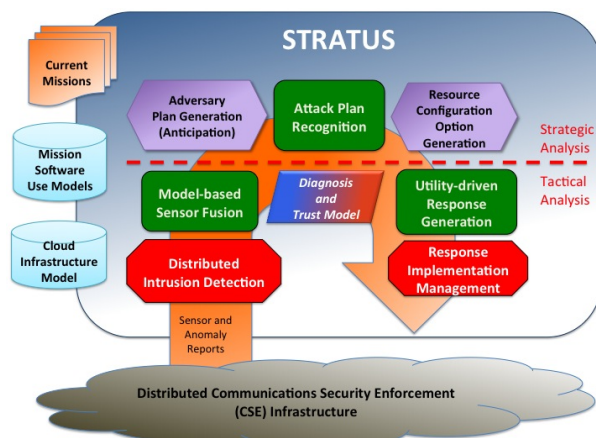 STRATUS
Current
Missions
Adversary
Plan Generation
(Anticipation)
Attack Plan
Recognition
Resource
Configuration
Option
Generation
Strategic
Analysis
Mission
Software
Use Models
Tactical
Analysis
Model-based
Sensor Fusion
Diagnosis
and
Trust Model
Utility-driven
Response
Generation
Cloud
Infrastructure
Model
Distributed
Intrusion Detection
Response
Implementation
Management
Sensor and
Anomaly
Reports
Distributed Communications Security Enforcement
(CSE) Infrastructure